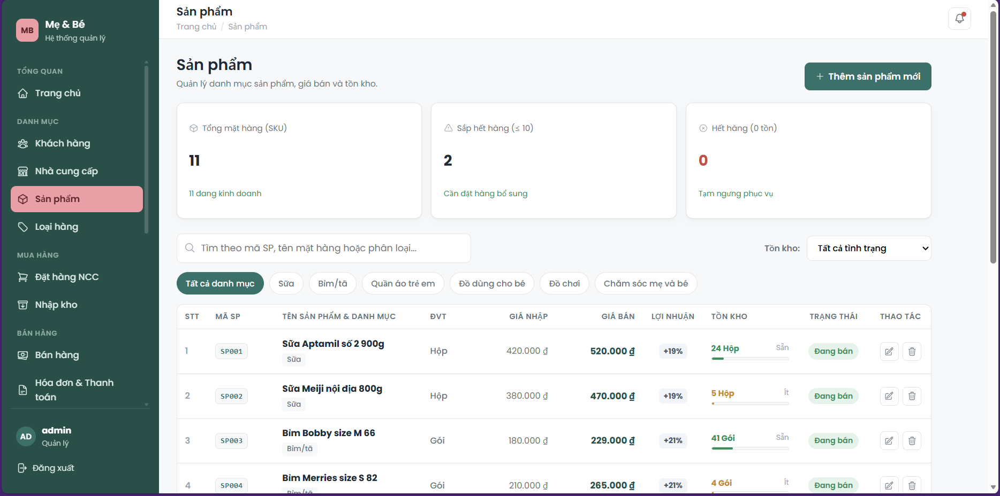 MB
Mẹ & Bé
Hệ thống quản lý
TỔNG QUAN
Trang chủ
DANH MỤC
Khách hàng
Nhà cung cấp
Sản phẩm
Loại hàng
MUA HÀNG
Đặt hàng NCC
Nhập kho
BÁN HÀNG
Bán hàng
Hóa đơn & Thanh
toán
AD
admin
Quản lý
Đăng xuất
Sản phẩm
Trang chủ / Sản phẩm
Sản phẩm
Quản lý danh mục sản phẩm, giá bán và tồn kho.
+ Thêm sản phẩm mới
Tổng mặt hàng (SKU)
11
11 đang kinh doanh
Sắp hết hàng (≤ 10)
2
Cần đặt hàng bổ sung
Hết hàng (0 tồn)
0
Tạm ngưng phục vụ
Tìm theo mã SP, tên mặt hàng hoặc phân loại...
Tồn kho: Tất cả tình trạng
Tất cả danh mục Sữa Bỉm/tã Quần áo trẻ em Đồ dùng cho bé Đồ chơi Chăm sóc mẹ và bé
STT MÃ SP TÊN SẢN PHẨM & DANH MỤC ĐVT GIÁ NHẬP GIÁ BÁN LỢI NHUẬN TỒN KHO TRẠNG THÁI THAO TÁC
1 SP001 Sữa Aptamil số 2 900g Hộp 420.000 ₫ 520.000 ₫ +19% 24 Hộp Sẵn Đang bán
Sữa
2 SP002 Sữa Meiji nội địa 800g Hộp 380.000 ₫ 470.000 ₫ +19% 5 Hộp Ít Đang bán
Sữa
3 SP003 Bỉm Bobby size M 66 Gói 180.000 ₫ 229.000 ₫ +21% 41 Gói Sẵn Đang bán
Bỉm/tã
4 SP004 Bỉm Merries size S 82 Gói 210.000 ₫ 265.000 ₫ +21% 4 Gói Ít Đang bán
Bỉm/tã